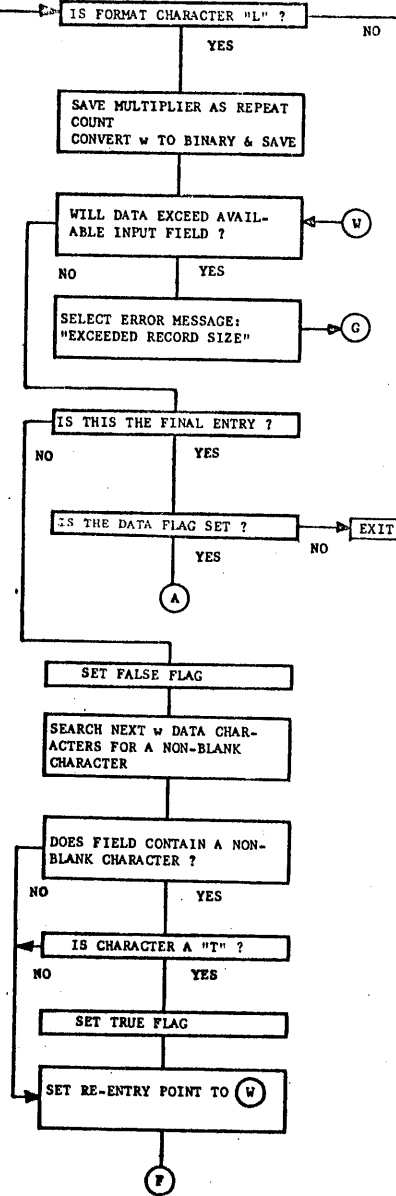 IS FORMAT CHARACTER "L" ?
NO
YES
SAVE MULTIPLIER AS REPEAT
COUNT
CONVERT w TO BINARY & SAVE
WILL DATA EXCEED AVAIL-
ABLE INPUT FIELD ?
W
NO
YES
SELECT ERROR MESSAGE:
"EXCEEDED RECORD SIZE"
G
IS THIS THE FINAL ENTRY ?
NO
YES
IS THE DATA FLAG SET ?
EXIT
NO
YES
A
SET FALSE FLAG
SEARCH NEXT w DATA CHAR-
ACTERS FOR A NON-BLANK
CHARACTER
DOES FIELD CONTAIN A NON-
BLANK CHARACTER ?
NO
YES
IS CHARACTER A "T" ?
NO
YES
SET TRUE FLAG
SET RE-ENTRY POINT TO W
F